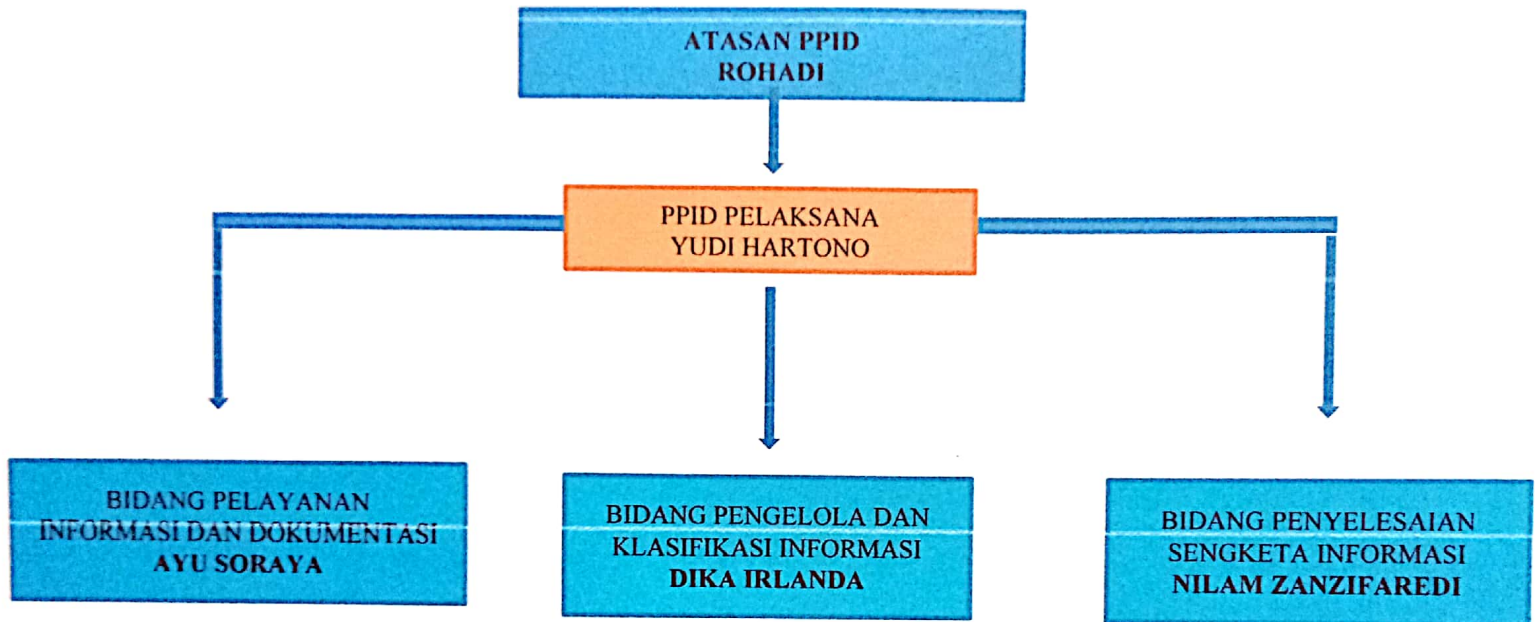 ATASAN PPID
ROHADI
PPID PELAKSANA
YUDI HARTONO
BIDANG PELAYANAN
INFORMASI DAN DOKUMENTASI
AYU SORAYA
BIDANG PENGELOLA DAN
KLASIFIKASI INFORMASI
DIKA IRLANDA
BIDANG PENYELESAIAN
SENGKETA INFORMASI
NILAM ZANZIFAREDI